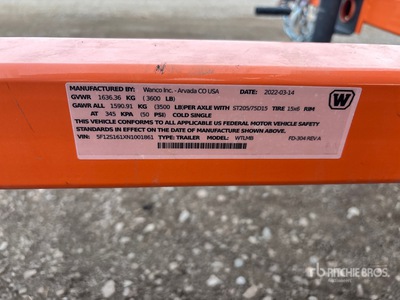 MANUFACTURED BY: Wanco Inc. - Arvada CO USA DATE: 2022-03-14
GVWR 1636.36 KG (3600 LB)
GAWR ALL 1590.91 KG (3500 LB)PER AXLE WITH ST205/75D15 TIRE 15x6 RIM
AT 345 KPA (50 PSI) COLD SINGLE
THIS VEHICLE CONFORMS TO ALL APPLICABLE US FEDERAL MOTOR VEHICLE SAFETY
STANDARDS IN EFFECT ON THE DATE OF MANUFACTURE SHOWN ABOVE.
VIN: 5F12S161XN1001861 TYPE: TRAILER MODEL: WTLMB FD-304 REV A
W
RITCHIE BROS.